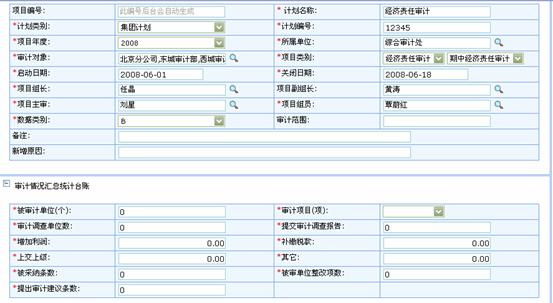 项目编号: 此编号后台会自动生成 *计划名称: 经济责任审计
*计划类别: 集团计划 *计划编号: 12345
*项目年度: 2008 *所属单位: 综合审计处
*审计对象: 北京分公司,东城审计部,西城审计 *项目类别: 经济责任审计 期中经济责任审计
*启动日期: 2008-06-01 *关闭日期: 2008-06-18
*项目组长: 任晶 项目副组长: 黄涛
*项目主审: 刘星 *项目组员: 覃蔚红
*数据类别: B 审计范围:
备注:
新增原因:
审计情况汇总统计台账
*被审计单位(个): 0 *审计项目(项):
*审计调查单位数: 0 *提交审计调查报告: 0
*增加利润: 0.00 *补缴税款: 0.00
*上交上级: 0.00 *其它: 0.00
*被采纳条数: 0 *被审单位整改项数: 0
*提出审计建议条数: 0